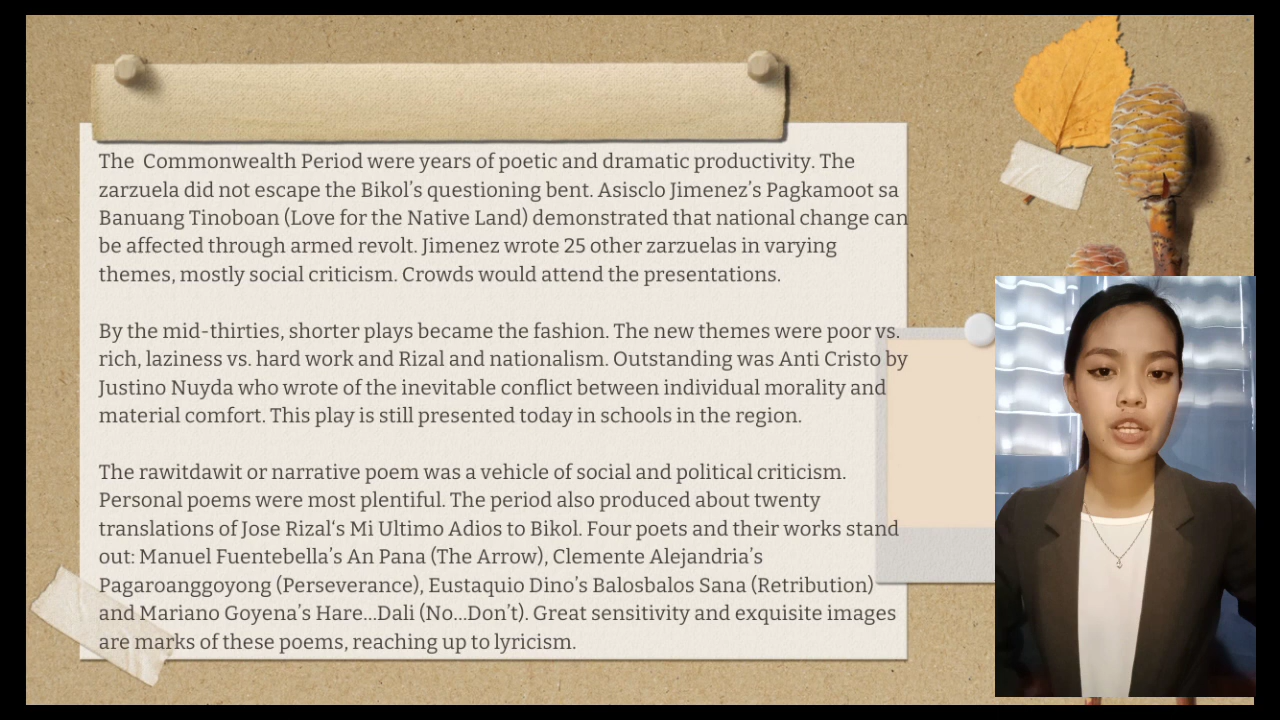 The  Commonwealth Period were years of poetic and dramatic productivity. The
zarzuela did not escape the Bikol’s questioning bent. Asisclo Jimenez’s Pagkamoot sa
Banuang Tinoboan (Love for the Native Land) demonstrated that national change can
be affected through armed revolt. Jimenez wrote 25 other zarzuelas in varying
themes, mostly social criticism. Crowds would attend the presentations.
By the mid-thirties, shorter plays became the fashion. The new themes were poor vs.
rich, laziness vs. hard work and Rizal and nationalism. Outstanding was Anti Cristo by
Justino Nuyda who wrote of the inevitable conflict between individual morality and
material comfort. This play is still presented today in schools in the region.
The rawitdawit or narrative poem was a vehicle of social and political criticism.
Personal poems were most plentiful. The period also produced about twenty
translations of Jose Rizal‘s Mi Ultimo Adios to Bikol. Four poets and their works stand
out: Manuel Fuentebella’s An Pana (The Arrow), Clemente Alejandria’s
Pagaroanggoyong (Perseverance), Eustaquio Dino’s Balosbalos Sana (Retribution)
and Mariano Goyena’s Hare...Dali (No...Don’t). Great sensitivity and exquisite images
are marks of these poems, reaching up to lyricism.